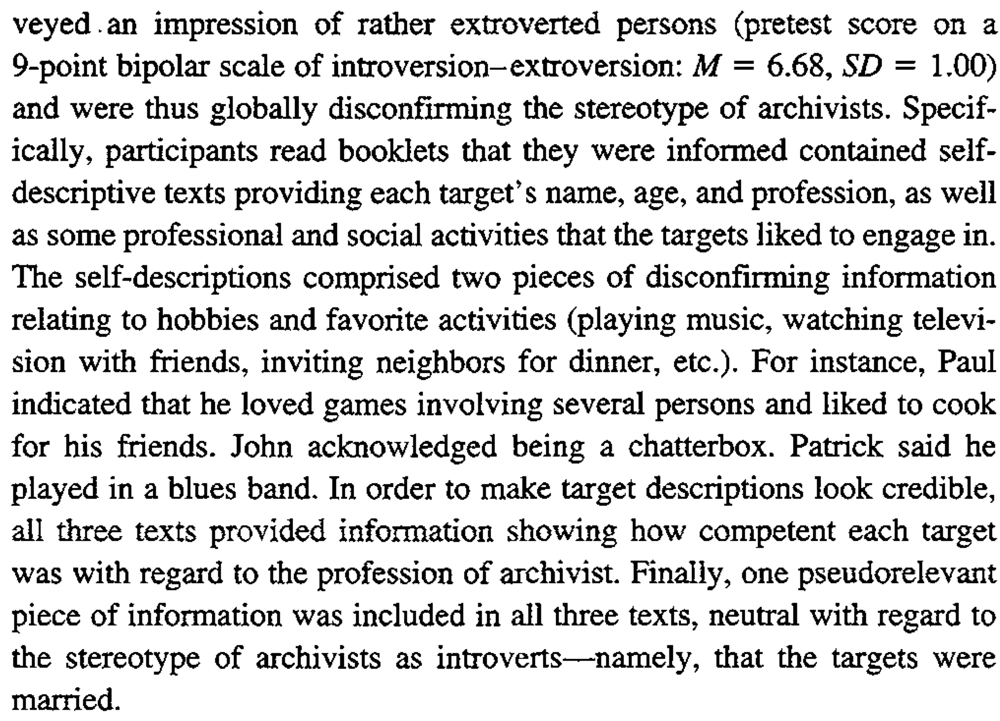 veyed an impression of rather extroverted persons (pretest score on a
9-point bipolar scale of introversion–extroversion: M = 6.68, SD = 1.00)
and were thus globally disconfirming the stereotype of archivists. Specif-
ically, participants read booklets that they were informed contained self-
descriptive texts providing each target's name, age, and profession, as well
as some professional and social activities that the targets liked to engage in.
The self-descriptions comprised two pieces of disconfirming information
relating to hobbies and favorite activities (playing music, watching televi-
sion with friends, inviting neighbors for dinner, etc.). For instance, Paul
indicated that he loved games involving several persons and liked to cook
for his friends. John acknowledged being a chatterbox. Patrick said he
played in a blues band. In order to make target descriptions look credible,
all three texts provided information showing how competent each target
was with regard to the profession of archivist. Finally, one pseudorelevant
piece of information was included in all three texts, neutral with regard to
the stereotype of archivists as introverts—namely, that the targets were
married.